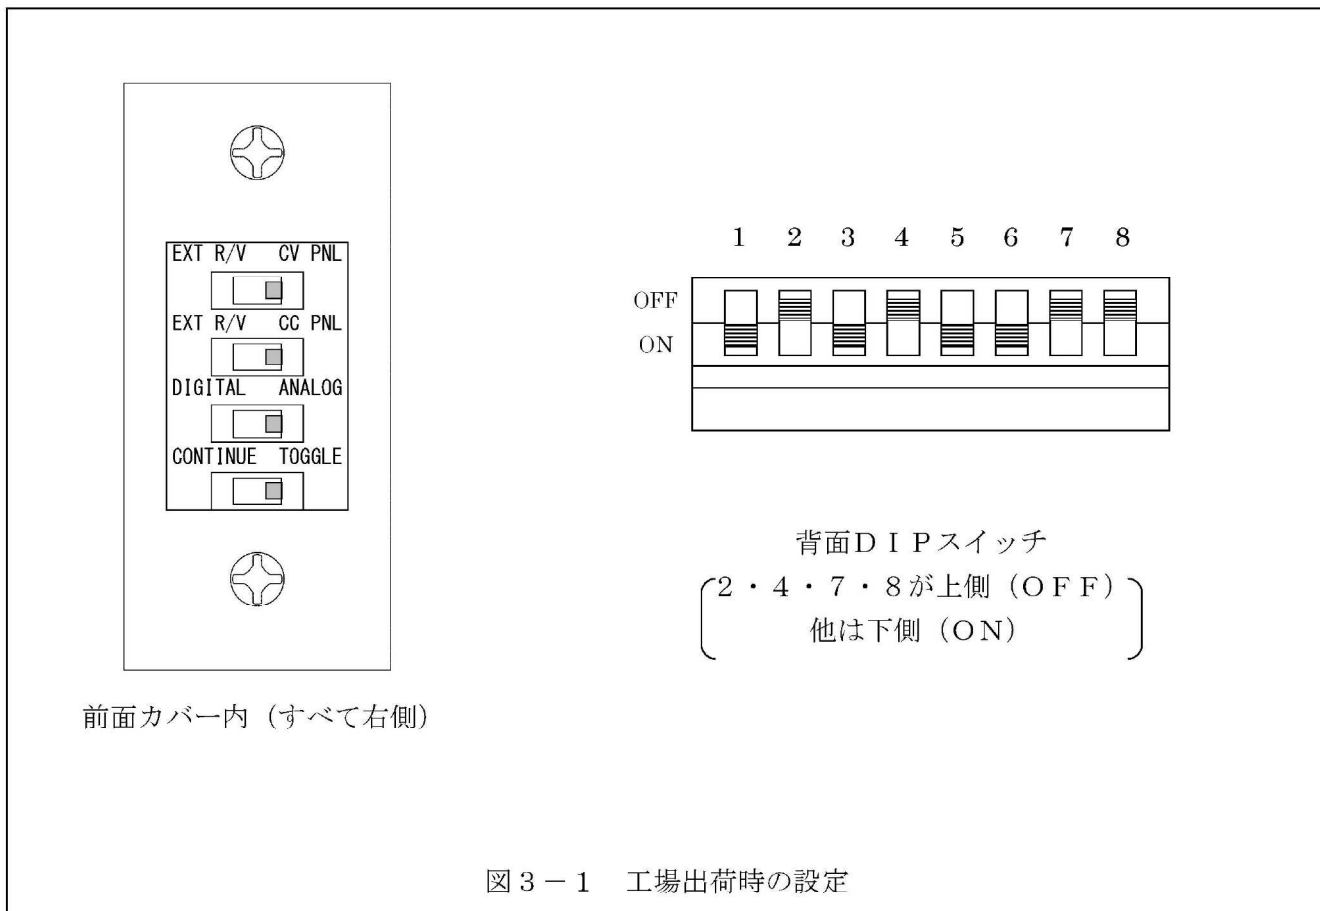 EXT R/V CV PNL
EXT R/V CC PNL
DIGITAL ANALOG
CONTINUE TOGGLE
前面カバー内（すべて右側）
1 2 3 4 5 6 7 8
OFF
ON
背面ＤＩＰスイッチ
２・４・７・８が上側（ＯＦＦ）
他は下側（ＯＮ）
図３－１　工場出荷時の設定